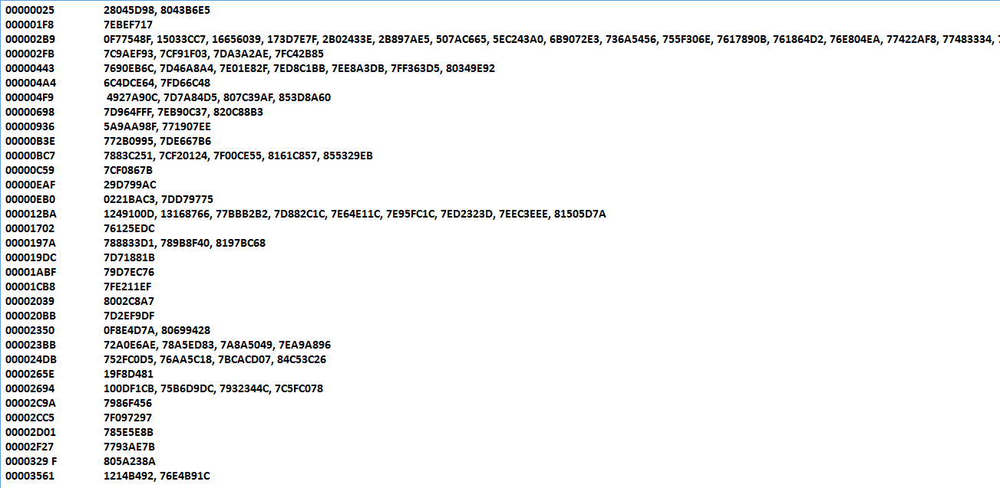 00000025 28045D98, 8043B6E5
000001F8 7EBEF717
000002B9 0F77548F, 15033CC7, 16656039, 173D7E7F, 2B02433E, 2B897AE5, 507AC665, 5EC243A0, 6B9072E3, 736A5456, 755F306E, 7617890B, 761864D2, 76E804EA, 77422AF8, 77483334,
000002FB 7C9AEF93, 7CF91F03, 7DA3A2AE, 7FC42B85
00000443 7690EB6C, 7D46A8A4, 7E01E82F, 7ED8C1BB, 7EE8A3DB, 7FF363D5, 80349E92
000004A4 6C4DCE64, 7FD66C48
000004F9 4927A90C, 7D7A84D5, 807C39AF, 853D8A60
00000698 7D964FFF, 7EB90C37, 820C88B3
00000936 5A9AA98F, 771907EE
00000B3E 772B0995, 7DE667B6
00000BC7 7883C251, 7CF20124, 7F00CE55, 8161C857, 855329EB
00000C59 7CF0867B
00000EAF 29D799AC
00000EB0 0221BAC3, 7DD79775
000012BA 1249100D, 13168766, 77BBB2B2, 7D882C1C, 7E64E11C, 7E95FC1C, 7ED2323D, 7EEC3EEE, 81505D7A
00001702 76125EDC
0000197A 788833D1, 789B8F40, 8197BC68
000019DC 7D71881B
00001ABF 79D7EC76
00001CB8 7FE211EF
00002039 8002C8A7
000020BB 7D2EF9DF
00002350 0F8E4D7A, 80699428
000023BB 72A0E6AE, 78A5ED83, 7A8A5049, 7EA9A896
000024DB 752FC0D5, 76AA5C18, 7BCACD07, 84C53C26
0000265E 19F8D481
00002694 100DF1CB, 75B6D9DC, 7932344C, 7C5FC078
00002C9A 7986F456
00002CC5 7F097297
00002D01 785E5E8B
00002F27 7793AE7B
0000329 F 805A238A
00003561 1214B492, 76E4B91C